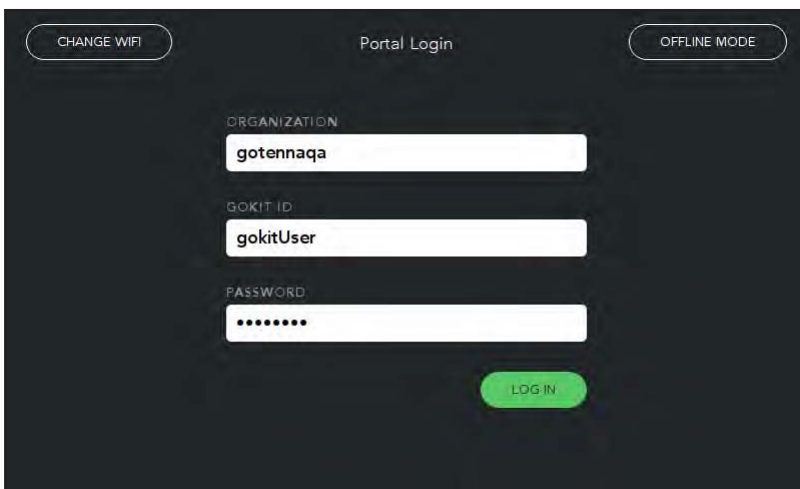 CHANGE WIFI
Portal Login
OFFLINE MODE
ORGANIZATION
gotennaqa
GOKIT ID
gokitUser
PASSWORD
••••••••
LOG IN